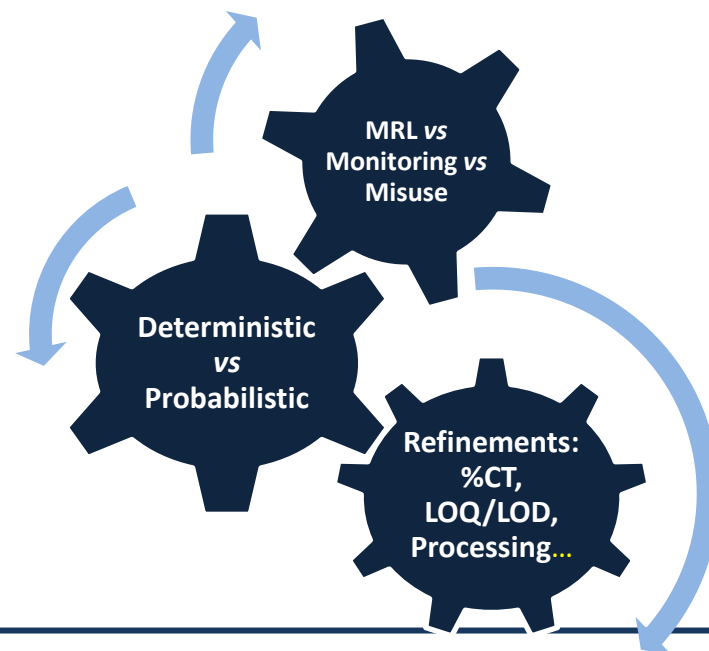 MRL vs
Monitoring vs
Misuse
Deterministic
vs
Probabilistic
Refinements:
%CT,
LOQ/LOD,
Processing...